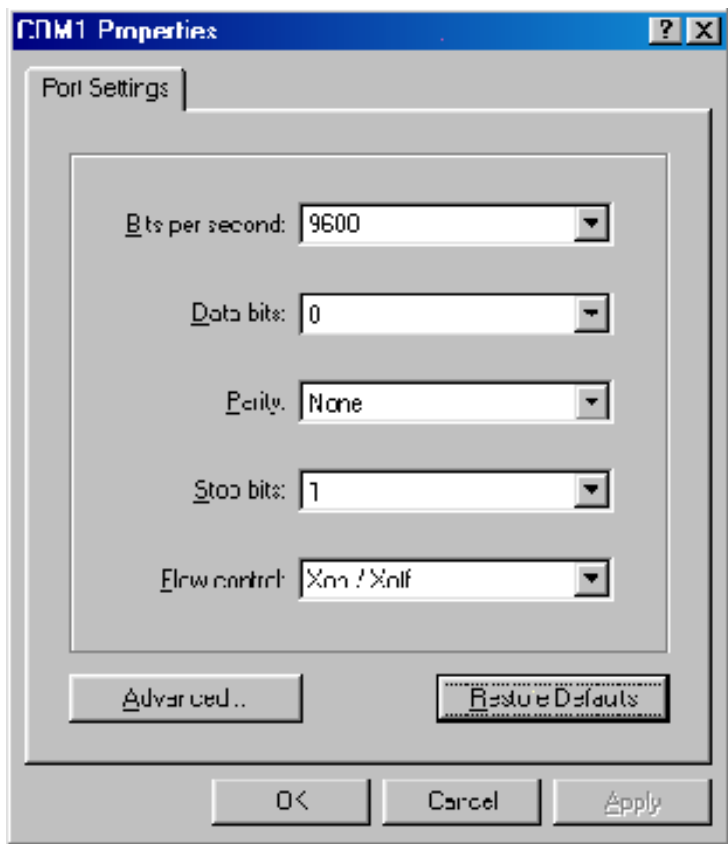 COM1 Properties
Port Settings
Bits per second: 9600
Data bits: 0
Parity: None
Stop bits: 1
Flow control: Xon / Xoff
Advanced...
Restore Defaults
OK
Cancel
Apply